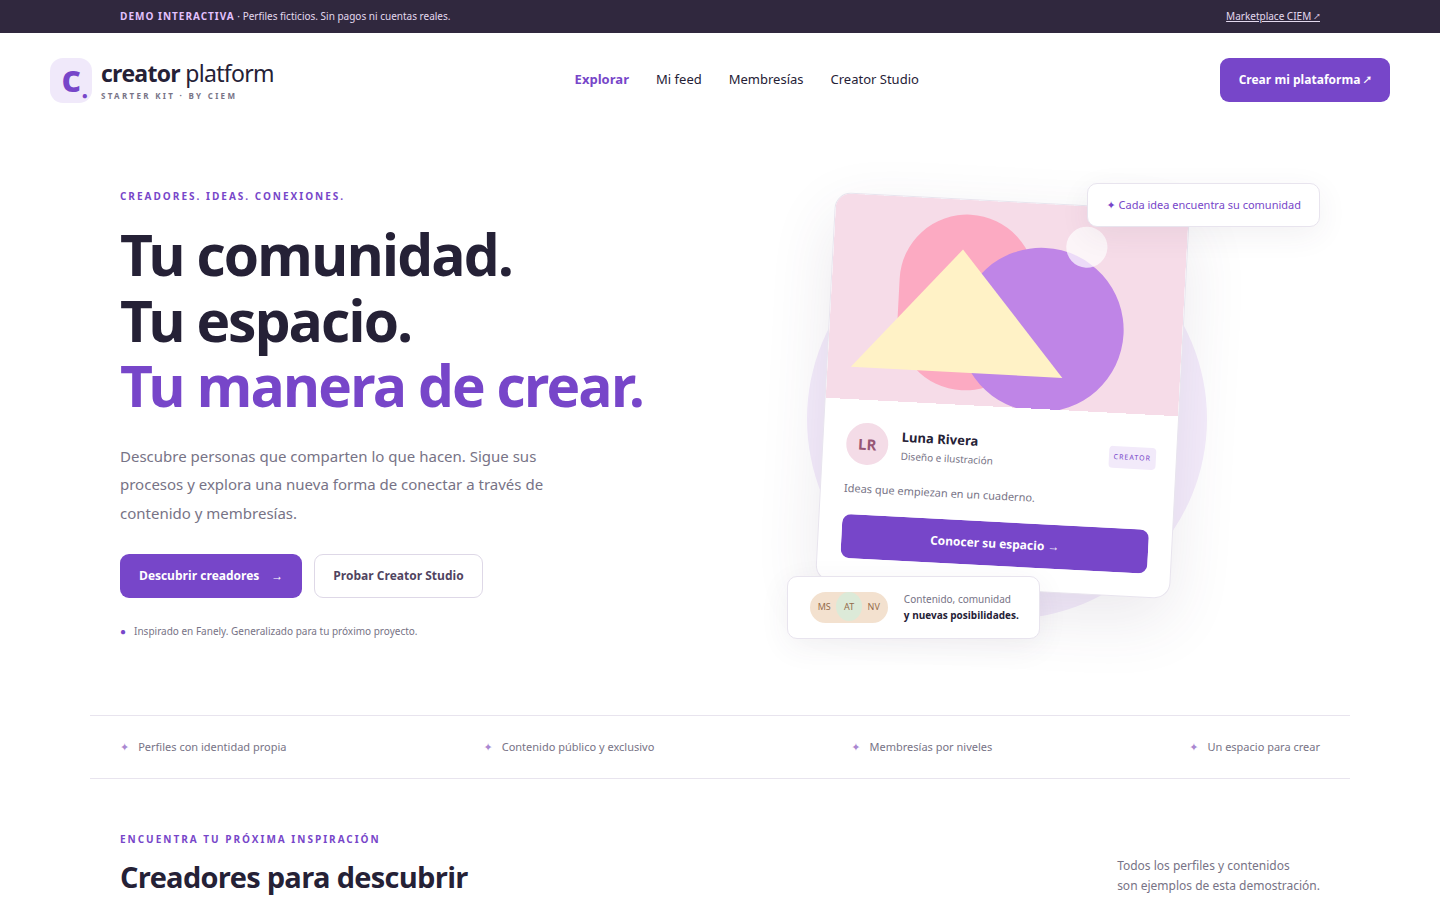 DEMO INTERACTIVA · Perfiles ficticios. Sin pagos ni cuentas reales.
Marketplace CIEM ↗
c.
creator platform
STARTER KIT · BY CIEM
Explorar
Mi feed
Membresías
Creator Studio
Crear mi plataforma ↗
CREADORES. IDEAS. CONEXIONES.
Tu comunidad.
Tu espacio.
Tu manera de crear.
Descubre personas que comparten lo que hacen. Sigue sus
procesos y explora una nueva forma de conectar a través de
contenido y membresías.
Descubrir creadores →
Probar Creator Studio
● Inspirado en Fanely. Generalizado para tu próximo proyecto.
✦ Cada idea encuentra su comunidad
LR
Luna Rivera
Diseño e ilustración
CREATOR
Ideas que empiezan en un cuaderno.
Conocer su espacio →
MS AT NV
Contenido, comunidad
y nuevas posibilidades.
✦ Perfiles con identidad propia
✦ Contenido público y exclusivo
✦ Membresías por niveles
✦ Un espacio para crear
ENCUENTRA TU PRÓXIMA INSPIRACIÓN
Creadores para descubrir
Todos los perfiles y contenidos
son ejemplos de esta demostración.